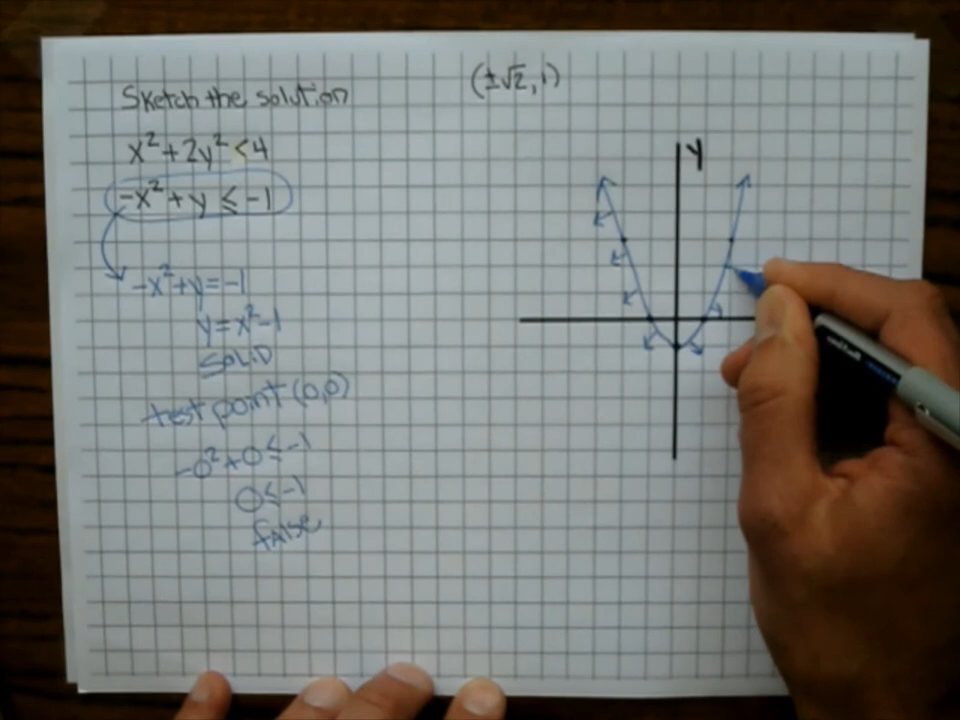 Sketch the solution
(±√2, 1)
x² + 2y² < 4
-x² + y ≤ -1
-x² + y = -1
y = x² - 1
SOLID
test point (0,0)
-0² + 0 ≤ -1
0 ≤ -1
false
y